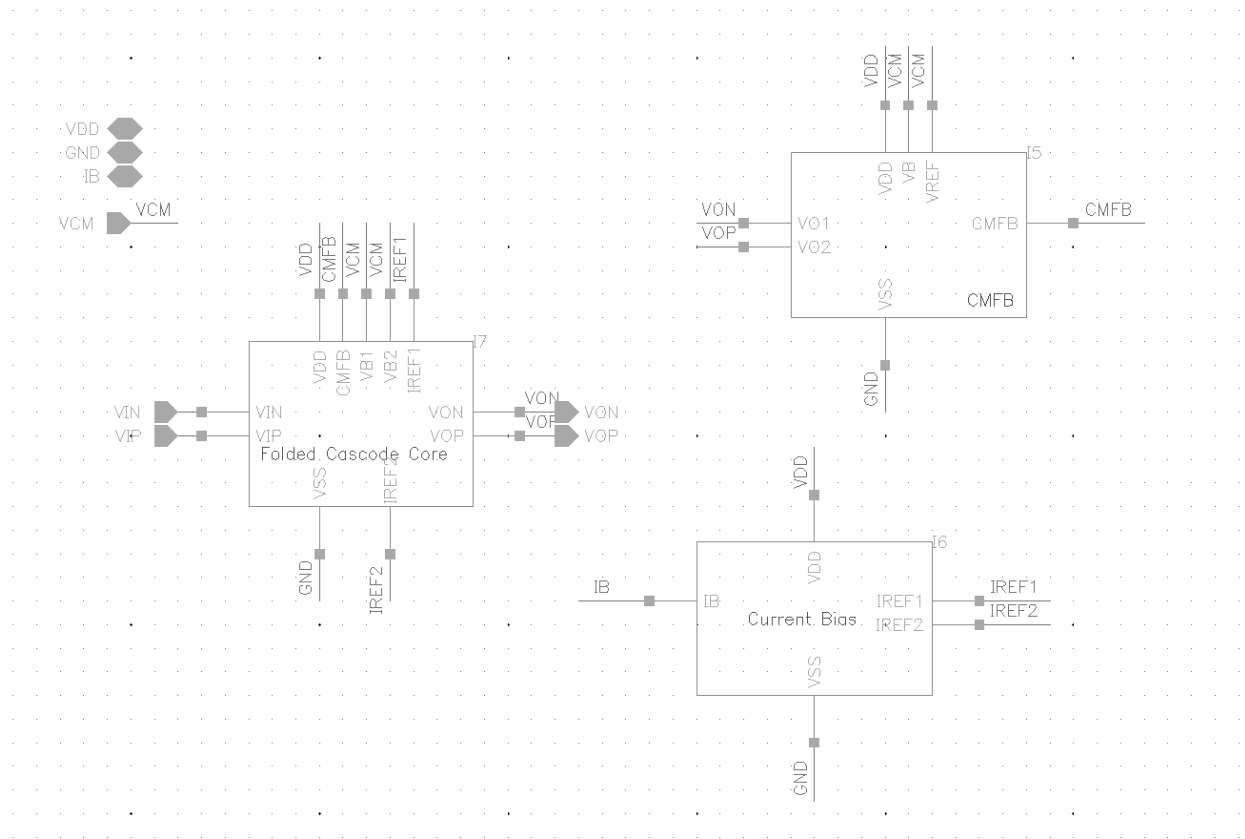 VDD
GND
IB
VCM
VCM
VDD
CMFB
VCM
VCM
IREF1
I7
VDD
CMFB
VB1
VB2
IREF1
VIN
VIN
VON
VON
VON
VIP
VIP
VOP
VOP
VOP
Folded Cascode Core
VSS
IREF2
GND
IREF2
VDD
VCM
VCM
I5
VDD
VB
VREF
VON
VO1
CMFB
CMFB
VOP
VO2
VSS
CMFB
GND
VDD
I6
VDD
IB
IB
IREF1
IREF1
Current Bias
IREF2
IREF2
VSS
GND